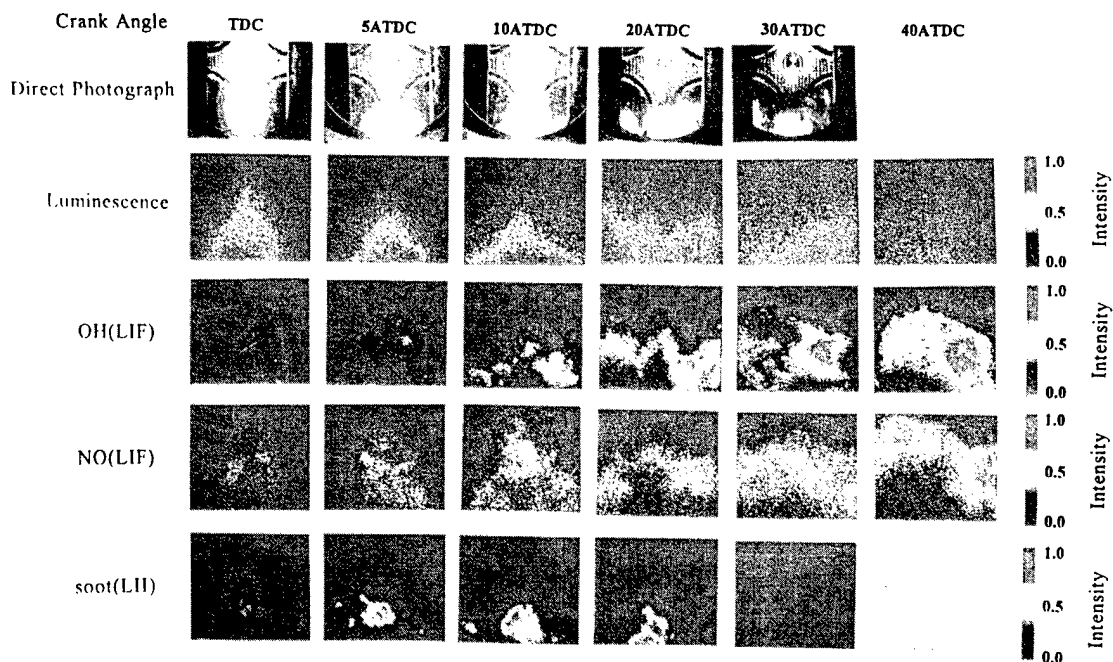 Crank Angle TDC 5ATDC 10ATDC 20ATDC 30ATDC 40ATDC
Direct Photograph
Luminescence 1.0 0.5 0.0 Intensity
OH(LIF) 1.0 0.5 0.0 Intensity
NO(LIF) 1.0 0.5 0.0 Intensity
soot(LII) 1.0 0.5 0.0 Intensity